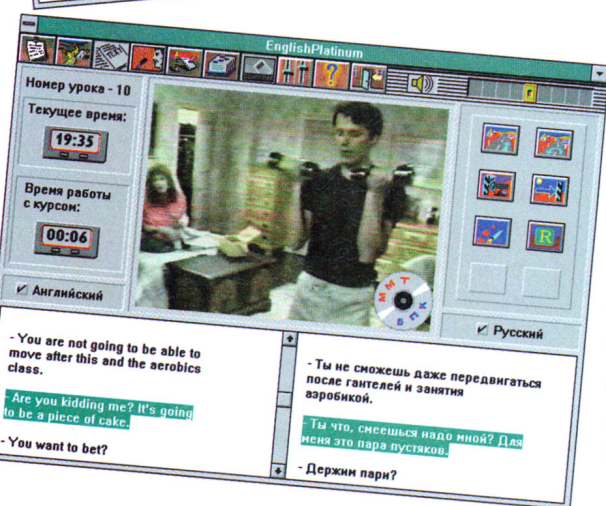 EnglishPlatinum
Номер урока - 10
Текущее время:
19:35
Время работы
с курсом:
00:06
Английский
Русский
- You are not going to be able to
move after this and the aerobics
class.
- Are you kidding me? It's going
to be a piece of cake.
- You want to bet?
- Ты не сможешь даже передвигаться
после гантелей и занятия
аэробикой.
- Ты что, смеешься надо мной? Для
меня это пара пустяков.
- Держим пари?